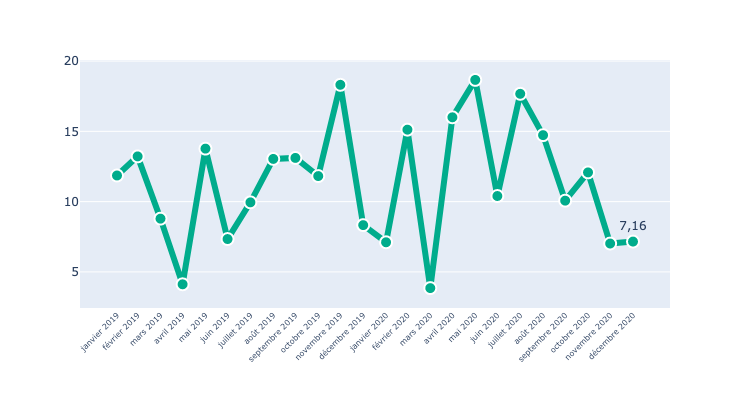 20
15
10
5
7,16
janvier 2019
février 2019
mars 2019
avril 2019
mai 2019
juin 2019
juillet 2019
août 2019
septembre 2019
octobre 2019
novembre 2019
décembre 2019
janvier 2020
février 2020
mars 2020
avril 2020
mai 2020
juin 2020
juillet 2020
août 2020
septembre 2020
octobre 2020
novembre 2020
décembre 2020